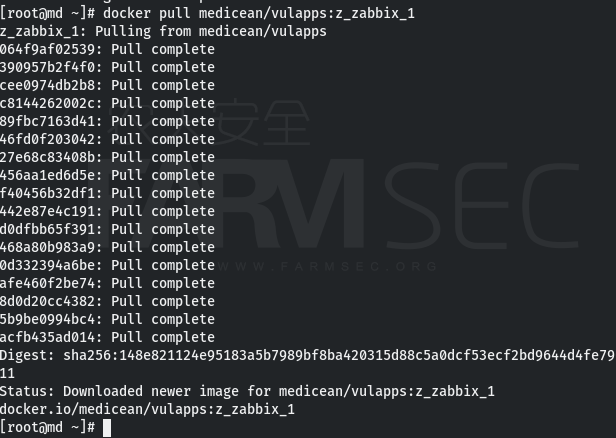 [root@md ~]# docker pull medicean/vulapps:z_zabbix_1
z_zabbix_1: Pulling from medicean/vulapps
064f9af02539: Pull complete
390957b2f4f0: Pull complete
cee0974db2b8: Pull complete
c8144262002c: Pull complete
89fbc7163d41: Pull complete
46fd0f203042: Pull complete
27e68c83408b: Pull complete
456aa1ed6d5e: Pull complete
f40456b32df1: Pull complete
442e87e4c191: Pull complete
d0dfbb65f391: Pull complete
468a80b983a9: Pull complete
0d332394a6be: Pull complete
afe460f2be74: Pull complete
8d0d20cc4382: Pull complete
5b9be0994bc4: Pull complete
acfb435ad014: Pull complete
Digest: sha256:148e821124e95183a5b7989bf8ba420315d88c5a0dcf53ecf2bd9644d4fe79
11
Status: Downloaded newer image for medicean/vulapps:z_zabbix_1
docker.io/medicean/vulapps:z_zabbix_1
[root@md ~]#
农夫安全
FARMSEC
WWW.FARMSEC.ORG